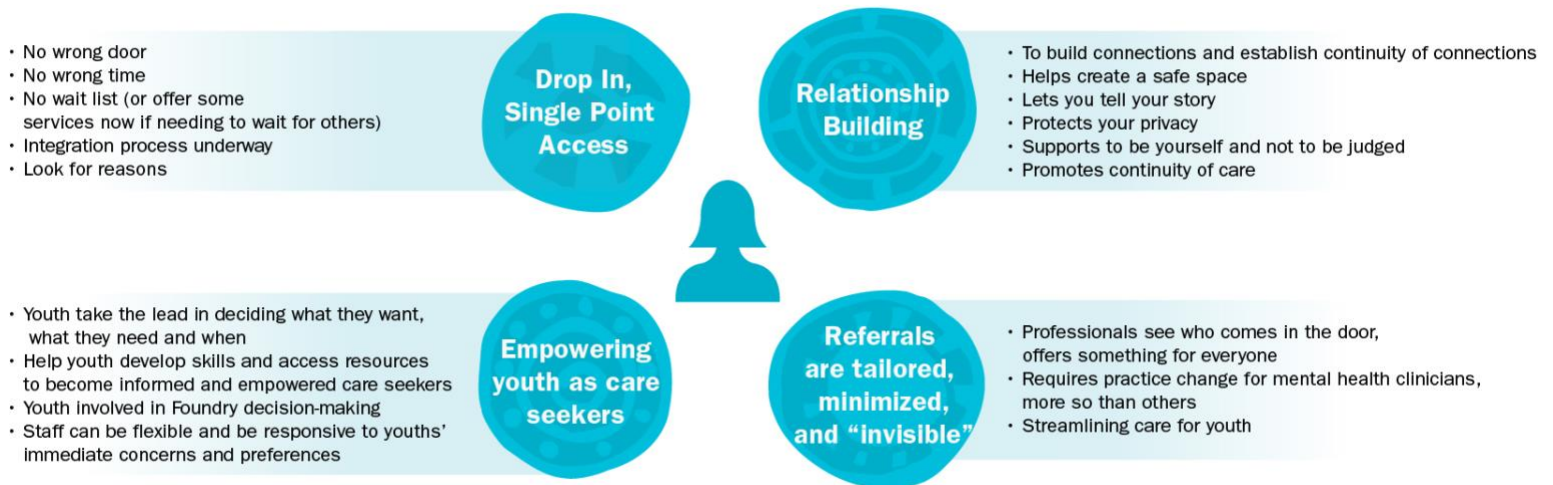 • No wrong door
• No wrong time
• No wait list (or offer some
services now if needing to wait for others)
• Integration process underway
• Look for reasons
Drop In,
Single Point
Access
Relationship
Building
• To build connections and establish continuity of connections
• Helps create a safe space
• Lets you tell your story
• Protects your privacy
• Supports to be yourself and not to be judged
• Promotes continuity of care
• Youth take the lead in deciding what they want,
what they need and when
• Help youth develop skills and access resources
to become informed and empowered care seekers
• Youth involved in Foundry decision-making
• Staff can be flexible and be responsive to youths’
immediate concerns and preferences
Empowering
youth as care
seekers
Referrals
are tailored,
minimized,
and “invisible”
• Professionals see who comes in the door,
offers something for everyone
• Requires practice change for mental health clinicians,
more so than others
• Streamlining care for youth